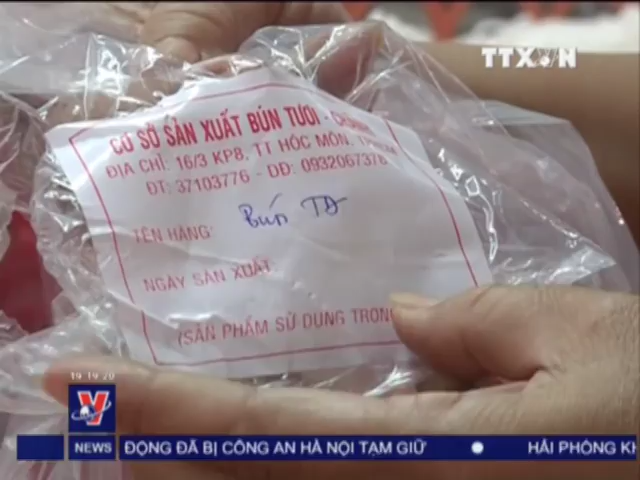 TTXVN
CƠ SỞ SẢN XUẤT BÚN TƯƠI -
ĐỊA CHỈ: 16/3 KP8, TT HÓC MÔN,
ĐT: 37103776 - DĐ: 0932067378
TÊN HÀNG: Bún TĐ
NGÀY SẢN XUẤT:
(SẢN PHẨM SỬ DỤNG TRONG
19:19:20
V
NEWS
ĐỘNG ĐÃ BỊ CÔNG AN HÀ NỘI TẠM GIỮ
HẢI PHÒNG KH